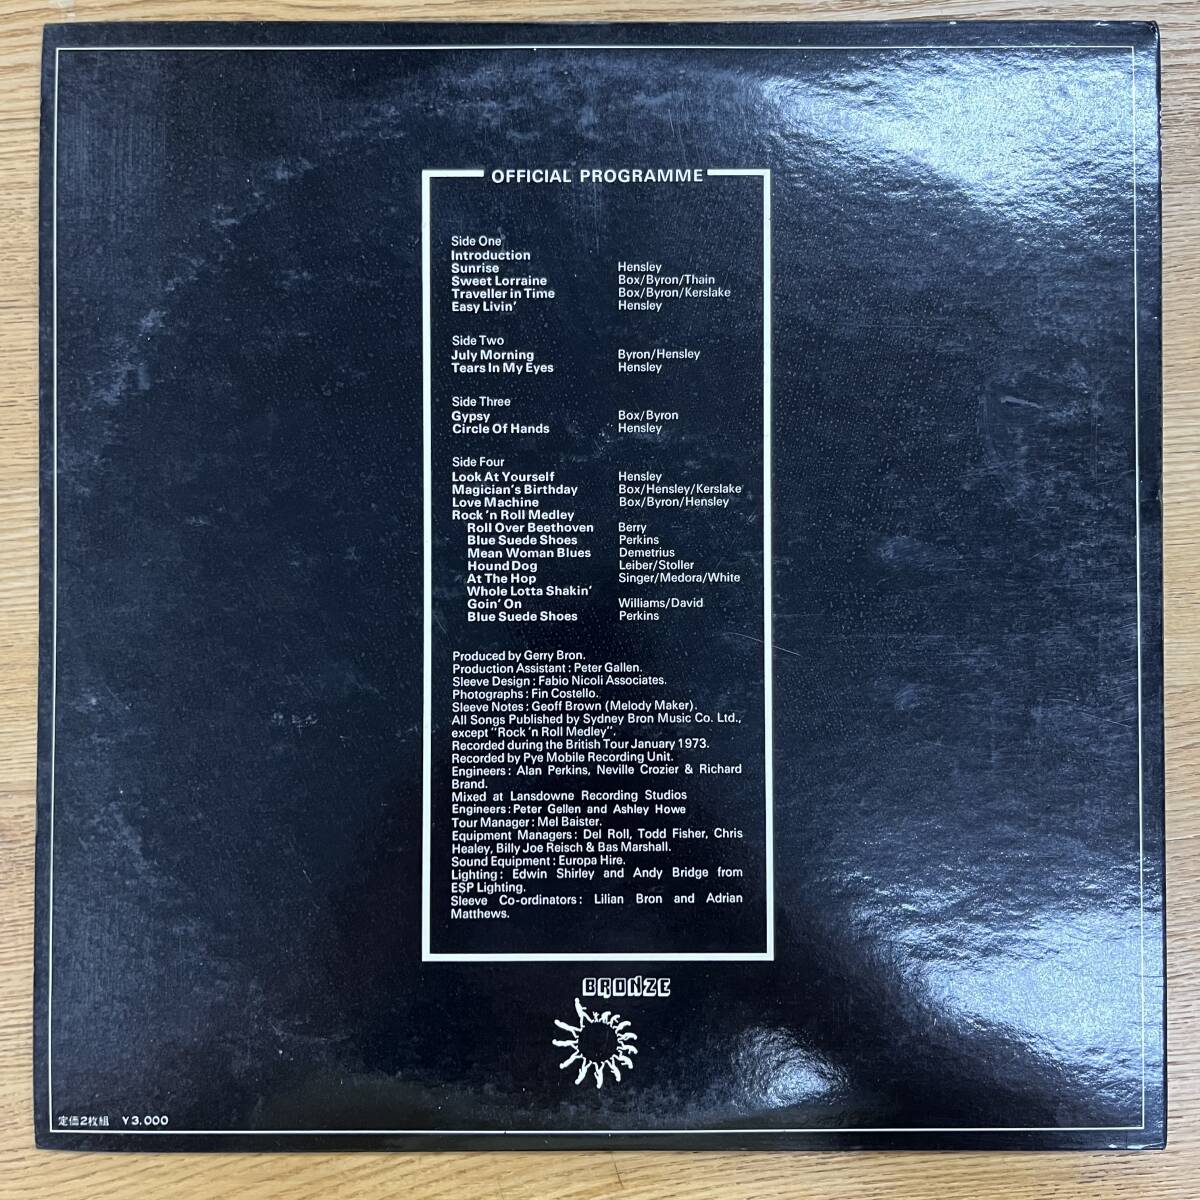 OFFICIAL PROGRAMME
Side One
Introduction
Sunrise Hensley
Sweet Lorraine Box/Byron/Thain
Traveller in Time Box/Byron/Kerslake
Easy Livin' Hensley
Side Two
July Morning Byron/Hensley
Tears In My Eyes Hensley
Side Three
Gypsy Box/Byron
Circle Of Hands Hensley
Side Four
Look At Yourself Hensley
Magician's Birthday Box/Hensley/Kerslake
Love Machine Box/Byron/Hensley
Rock 'n Roll Medley
Roll Over Beethoven Berry
Blue Suede Shoes Perkins
Mean Woman Blues Demetrius
Hound Dog Leiber/Stoller
At The Hop Singer/Medora/White
Whole Lotta Shakin'
Goin' On Williams/David
Blue Suede Shoes Perkins
Produced by Gerry Bron.
Production Assistant: Peter Gallen.
Sleeve Design: Fabio Nicoli Associates.
Photographs: Fin Costello.
Sleeve Notes: Geoff Brown (Melody Maker).
All Songs Published by Sydney Bron Music Co. Ltd.,
except "Rock 'n Roll Medley".
Recorded during the British Tour January 1973.
Recorded by Pye Mobile Recording Unit.
Engineers: Alan Perkins, Neville Crozier & Richard
Brand.
Mixed at Lansdowne Recording Studios
Engineers: Peter Gellen and Ashley Howe
Tour Manager: Mel Baister.
Equipment Managers: Del Roll, Todd Fisher, Chris
Healey, Billy Joe Reisch & Bas Marshall.
Sound Equipment: Europa Hire.
Lighting: Edwin Shirley and Andy Bridge from
ESP Lighting.
Sleeve Co-ordinators: Lilian Bron and Adrian
Matthews.
BRONZE
定価2枚組 ¥3,000